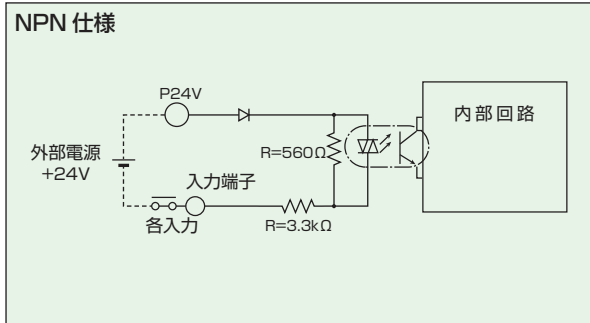 NPN 仕様
P24V
内部回路
外部電源
+24V
R=560Ω
入力端子
各入力
R=3.3kΩ